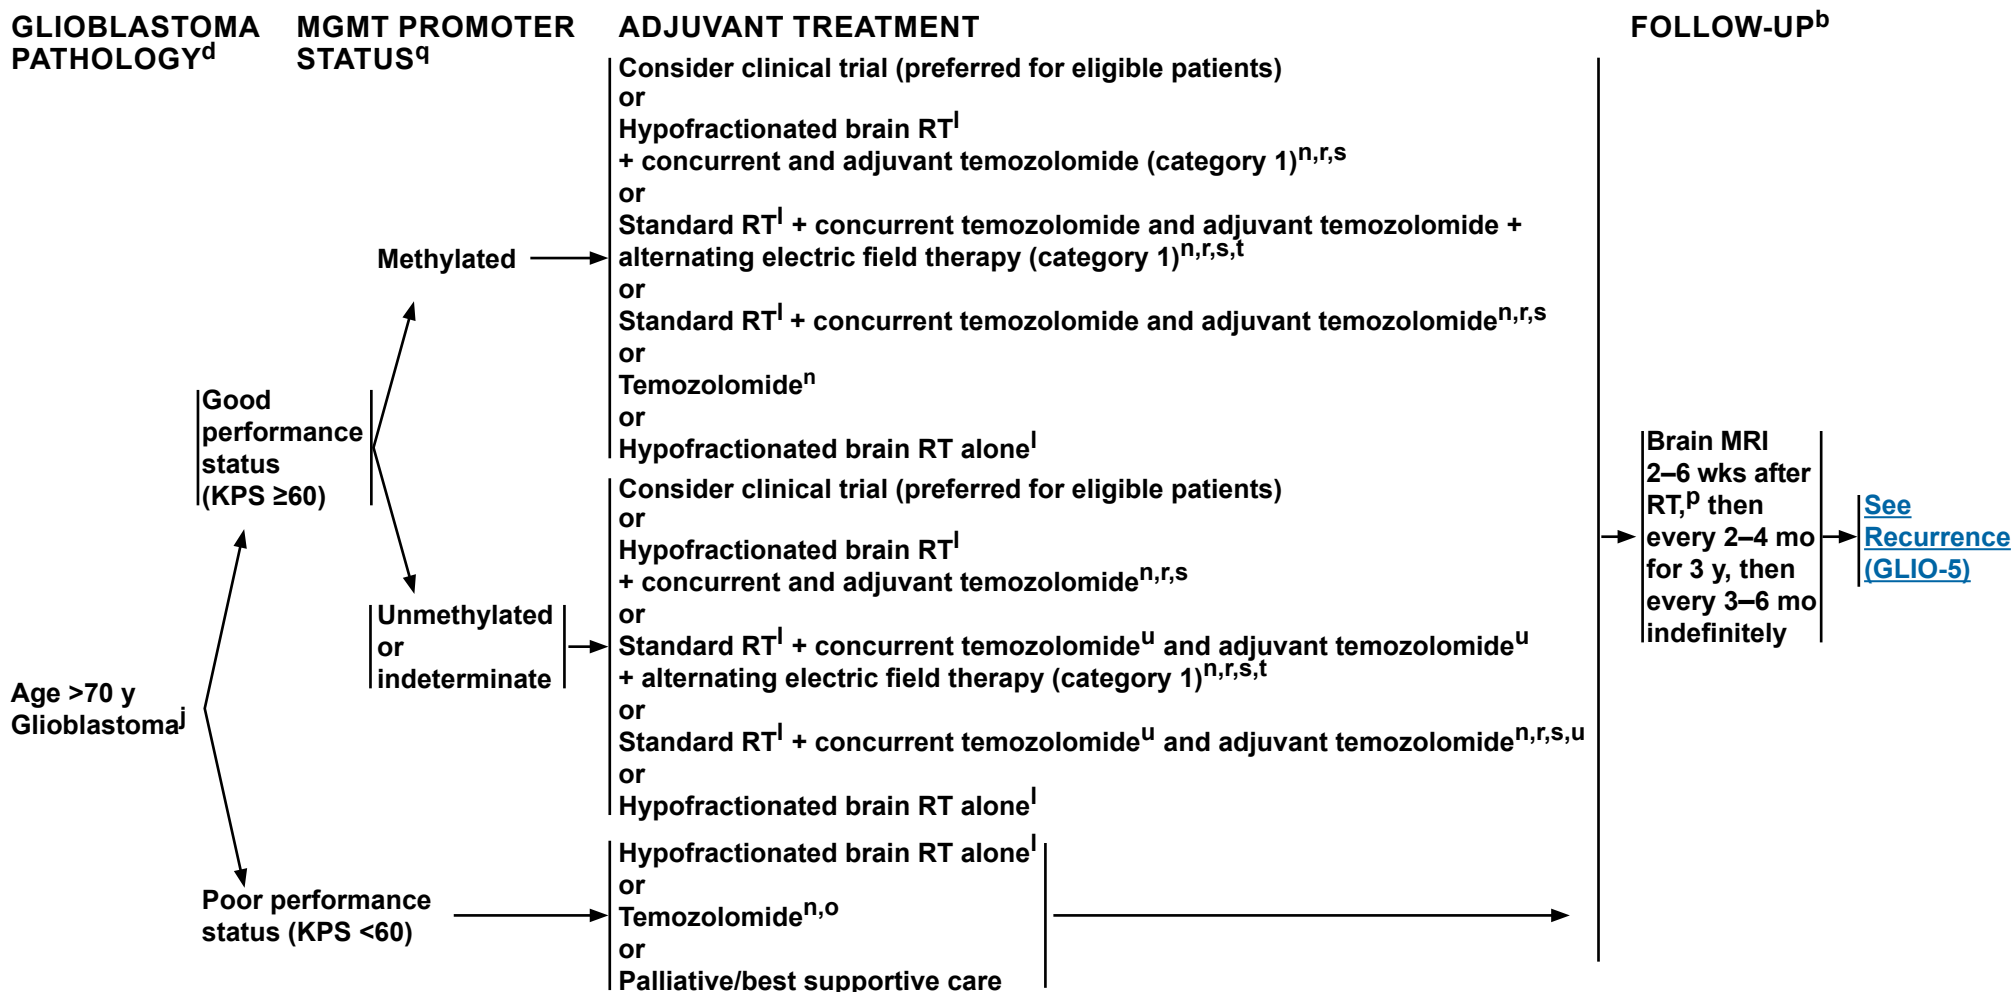 GLIOBLASTOMA
PATHOLOGYd
MGMT PROMOTER
STATUSq
ADJUVANT TREATMENT
FOLLOW-UPb
Age >70 y
Glioblastomaj
Good
performance
status
(KPS ≥60)
Methylated
Consider clinical trial (preferred for eligible patients)
or
Hypofractionated brain RTl
+ concurrent and adjuvant temozolomide (category 1)n,r,s
or
Standard RTl + concurrent temozolomide and adjuvant temozolomide +
alternating electric field therapy (category 1)n,r,s,t
or
Standard RTl + concurrent temozolomide and adjuvant temozolomiden,r,s
or
Temozolomiden
or
Hypofractionated brain RT alonel
Unmethylated
or
indeterminate
Consider clinical trial (preferred for eligible patients)
or
Hypofractionated brain RTl
+ concurrent and adjuvant temozolomiden,r,s
or
Standard RTl + concurrent temozolomideu and adjuvant temozolomideu
+ alternating electric field therapy (category 1)n,r,s,t
or
Standard RTl + concurrent temozolomideu and adjuvant temozolomiden,r,s,u
or
Hypofractionated brain RT alonel
Poor performance
status (KPS <60)
Hypofractionated brain RT alonel
or
Temozolomiden,o
or
Palliative/best supportive care
Brain MRI
2–6 wks after
RT,p then
every 2–4 mo
for 3 y, then
every 3–6 mo
indefinitely
See
Recurrence
(GLIO-5)